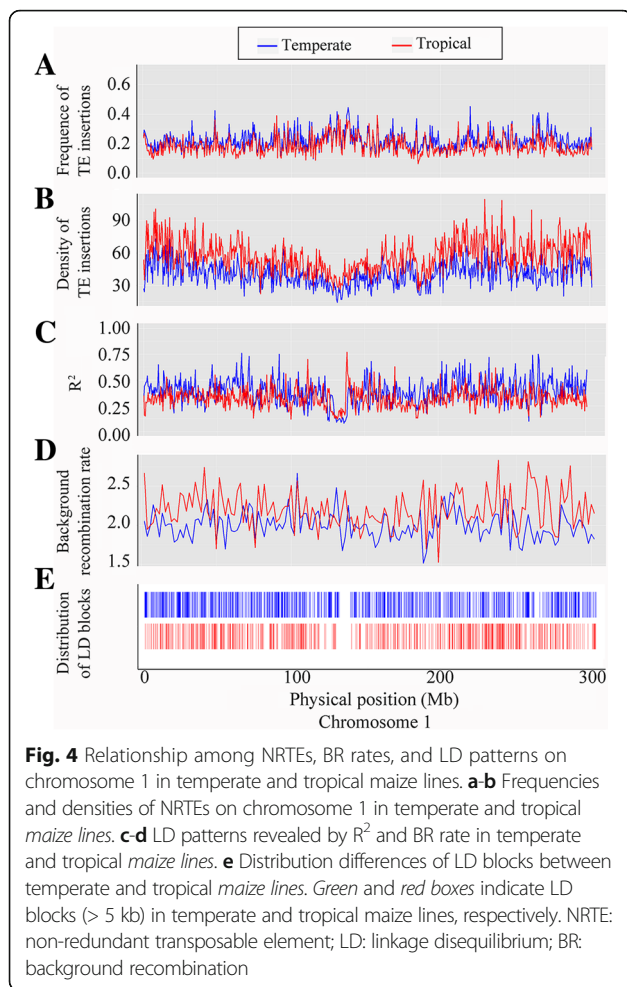 Temperate Tropical
A
Frequency of
TE insertions
0.6
0.4
0.2
0.0
B
Density of
TE insertions
90
60
30
C
R²
1.00
0.75
0.50
0.25
0.00
D
Background
recombination rate
2.5
2.0
1.5
E
Distribution
of LD blocks
0 100 200 300
Physical position (Mb)
Chromosome 1
Fig. 4 Relationship among NRTEs, BR rates, and LD patterns on
chromosome 1 in temperate and tropical maize lines. a-b Frequencies
and densities of NRTEs on chromosome 1 in temperate and tropical
maize lines. c-d LD patterns revealed by R² and BR rate in temperate
and tropical maize lines. e Distribution differences of LD blocks between
temperate and tropical maize lines. Green and red boxes indicate LD
blocks (> 5 kb) in temperate and tropical maize lines, respectively. NRTE:
non-redundant transposable element; LD: linkage disequilibrium; BR:
background recombination